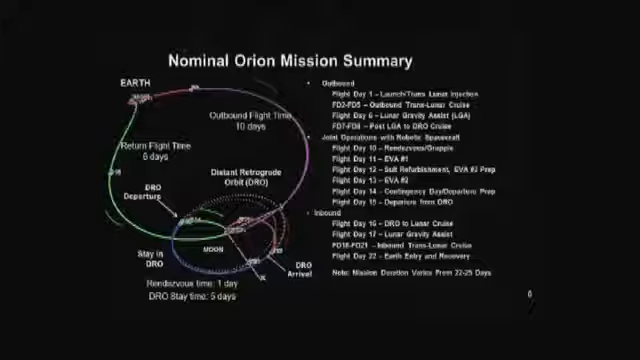 Nominal Orion Mission Summary
EARTH
Outbound Flight Time
10 days
Return Flight Time
6 days
Distant Retrograde
Orbit (DRO)
DRO
Departure
MOON
Stay in
DRO
DRO
Arrival
Rendezvous time: 1 day
DRO Stay time: 5 days
• Outbound
Flight Day 1 – Launch/Trans Lunar Injection
FD2-FD5 – Outbound Trans-Lunar Cruise
Flight Day 6 – Lunar Gravity Assist (LGA)
FD7-FD9 – Post LGA to DRO Cruise
• Joint Operations with Robotic Spacecraft
Flight Day 10 – Rendezvous/Grapple
Flight Day 11 – EVA #1
Flight Day 12 – Suit Refurbishment, EVA #2 Prep
Flight Day 13 – EVA #2
Flight Day 14 – Contingency Day/Departure Prep
Flight Day 15 – Departure from DRO
• Inbound
Flight Day 16 – DRO to Lunar Cruise
Flight Day 17 – Lunar Gravity Assist
FD18-FD21 – Inbound Trans-Lunar Cruise
Flight Day 22 – Earth Entry and Recovery
Note: Mission Duration Varies From 22-25 Days